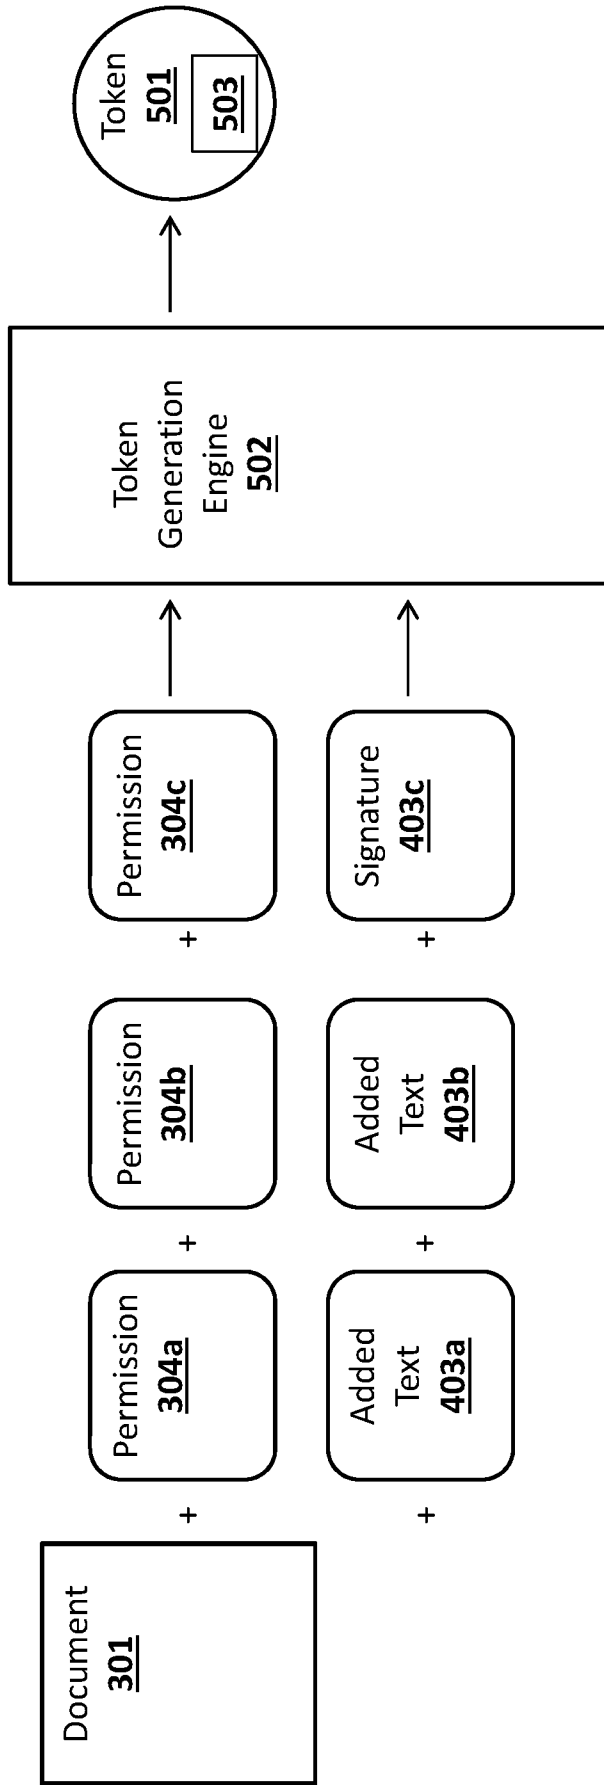 Document
301
+
Permission
304a
+
Permission
304b
+
Permission
304c
+
Added
Text
403a
+
Added
Text
403b
+
Signature
403c
Token
Generation
Engine
502
Token
501
503